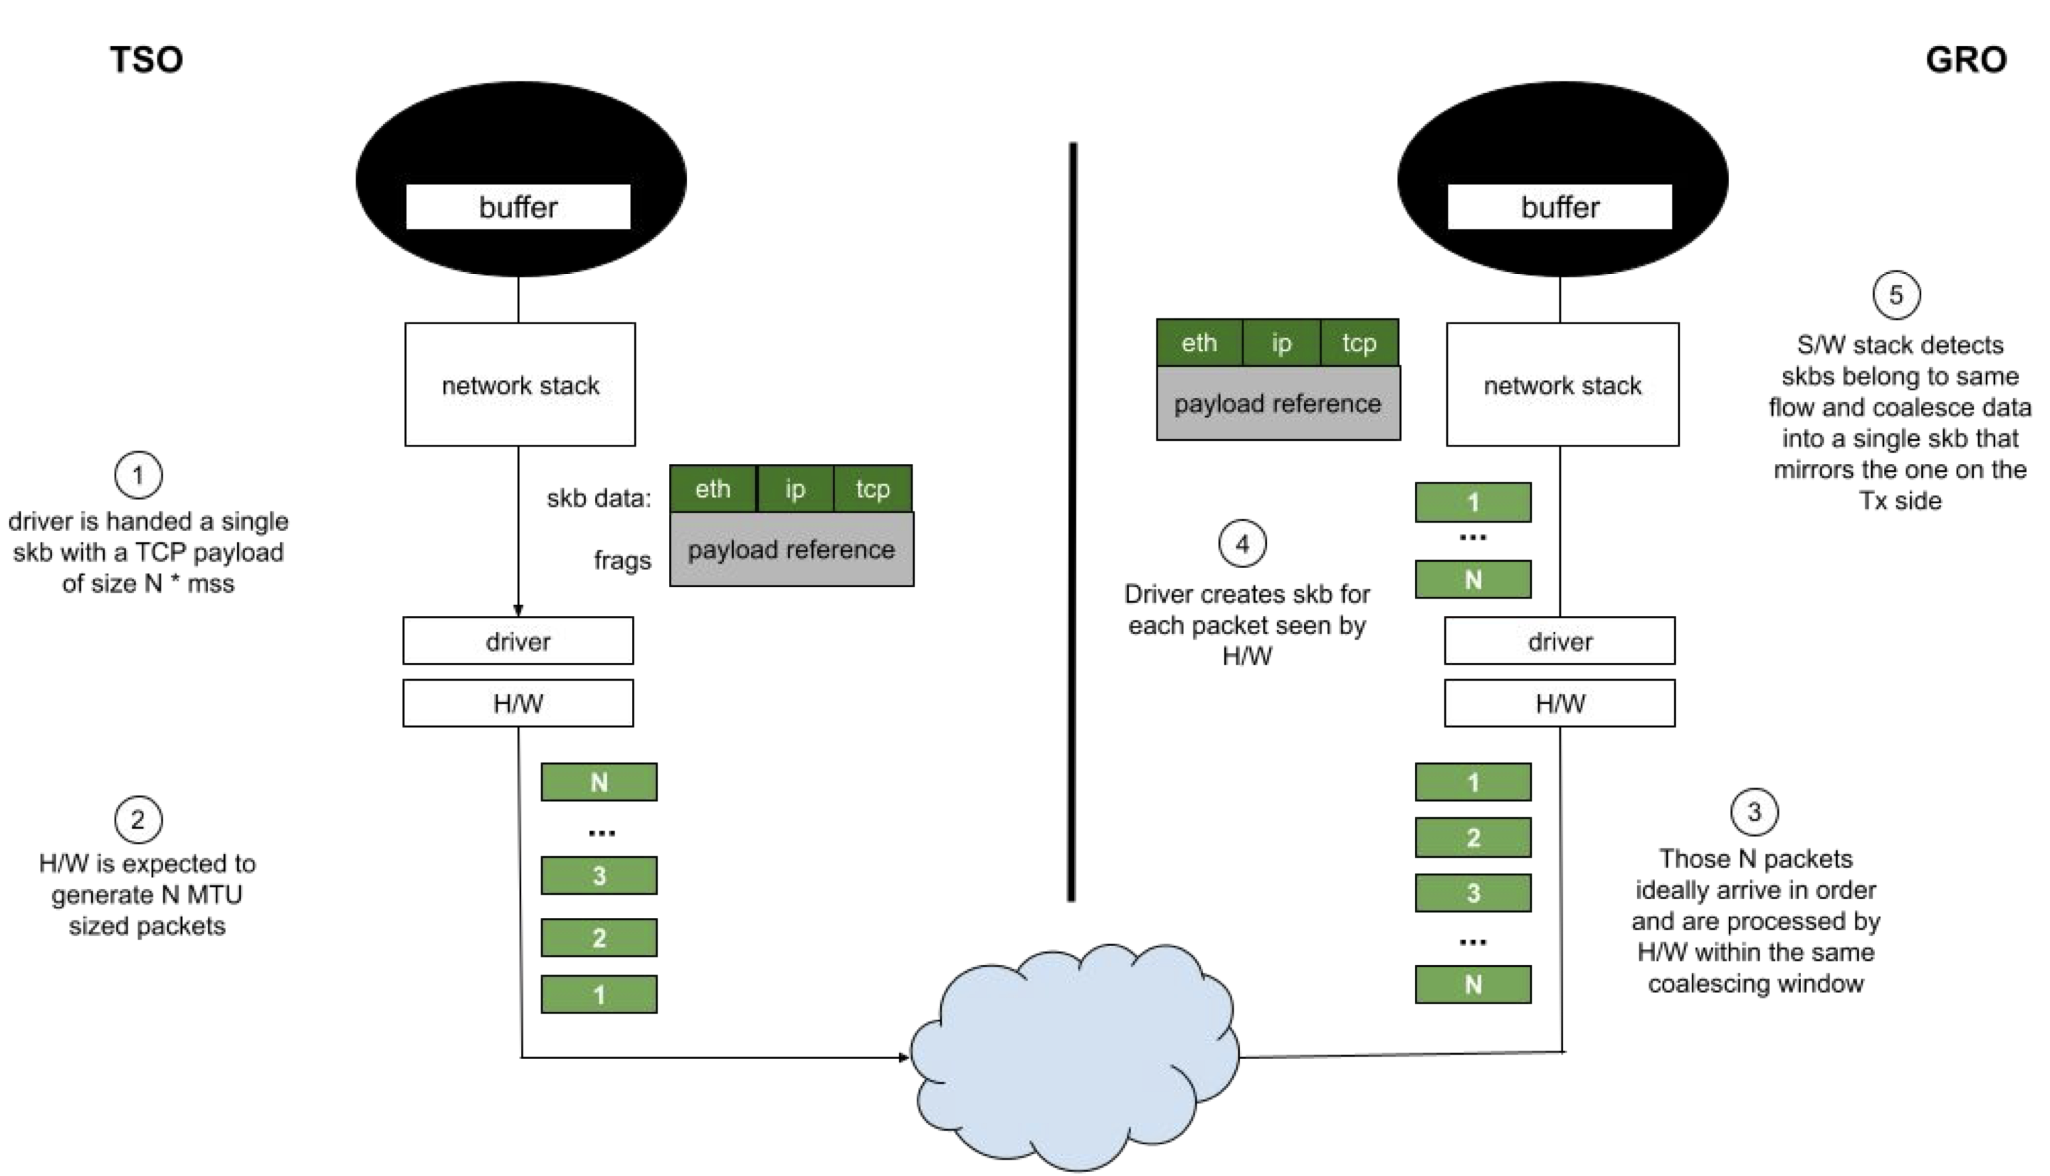 TSO
GRO
buffer
network stack
1
driver is handed a single
skb with a TCP payload
of size N * mss
skb data:
eth ip tcp
frags
payload reference
driver
H/W
2
H/W is expected to
generate N MTU
sized packets
N
...
3
2
1
buffer
network stack
eth ip tcp
payload reference
5
S/W stack detects
skbs belong to same
flow and coalesce data
into a single skb that
mirrors the one on the
Tx side
1
...
N
4
Driver creates skb for
each packet seen by
H/W
driver
H/W
1
2
3
...
N
3
Those N packets
ideally arrive in order
and are processed by
H/W within the same
coalescing window